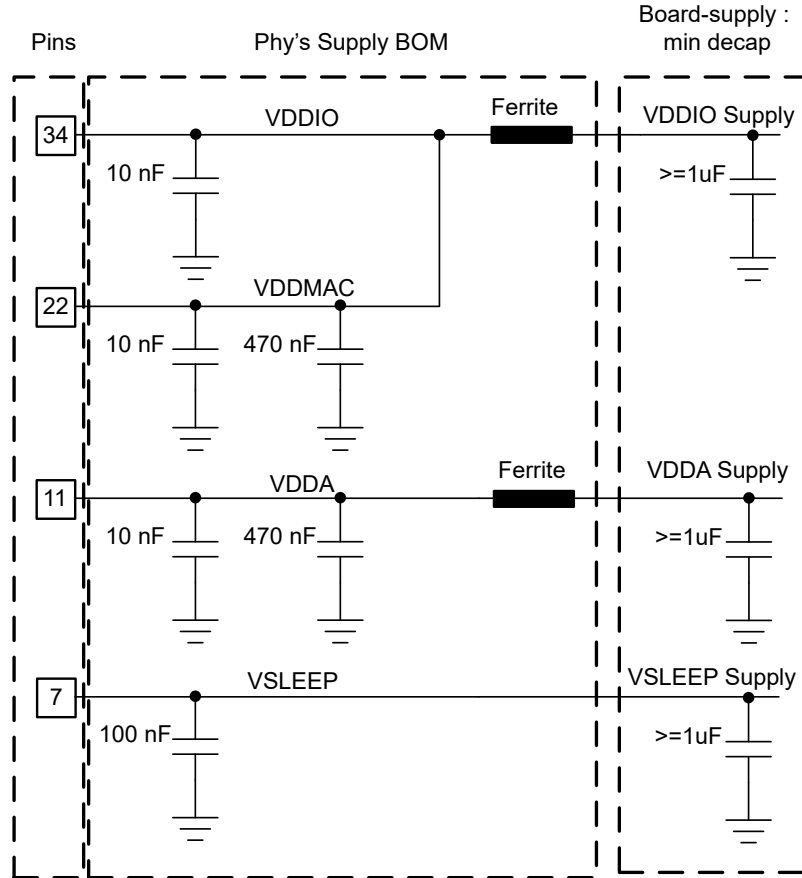 Board-supply :
min decap
Pins
Phy's Supply BOM
34
VDDIO
Ferrite
VDDIO Supply
10 nF
>=1uF
22
VDDMAC
10 nF
470 nF
11
VDDA
Ferrite
VDDA Supply
10 nF
470 nF
>=1uF
7
VSLEEP
VSLEEP Supply
100 nF
>=1uF